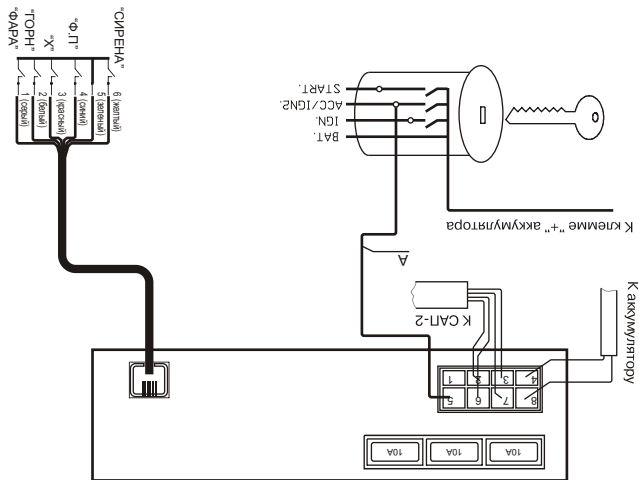 "ФАРА"
"ГОРН"
"Х"
"Ф.П"
"СИРЕНА"
1 (серый)
2 (белый)
3 (красный)
4 (синий)
5 (зеленый)
6 (желтый)
START.
ACC/IGN2.
IGN.
BAT.
К клемме "+" аккумулятора
А
К САП-2
К аккумулятору
1
2
3
4
5
6
7
8
10А
10А
10А